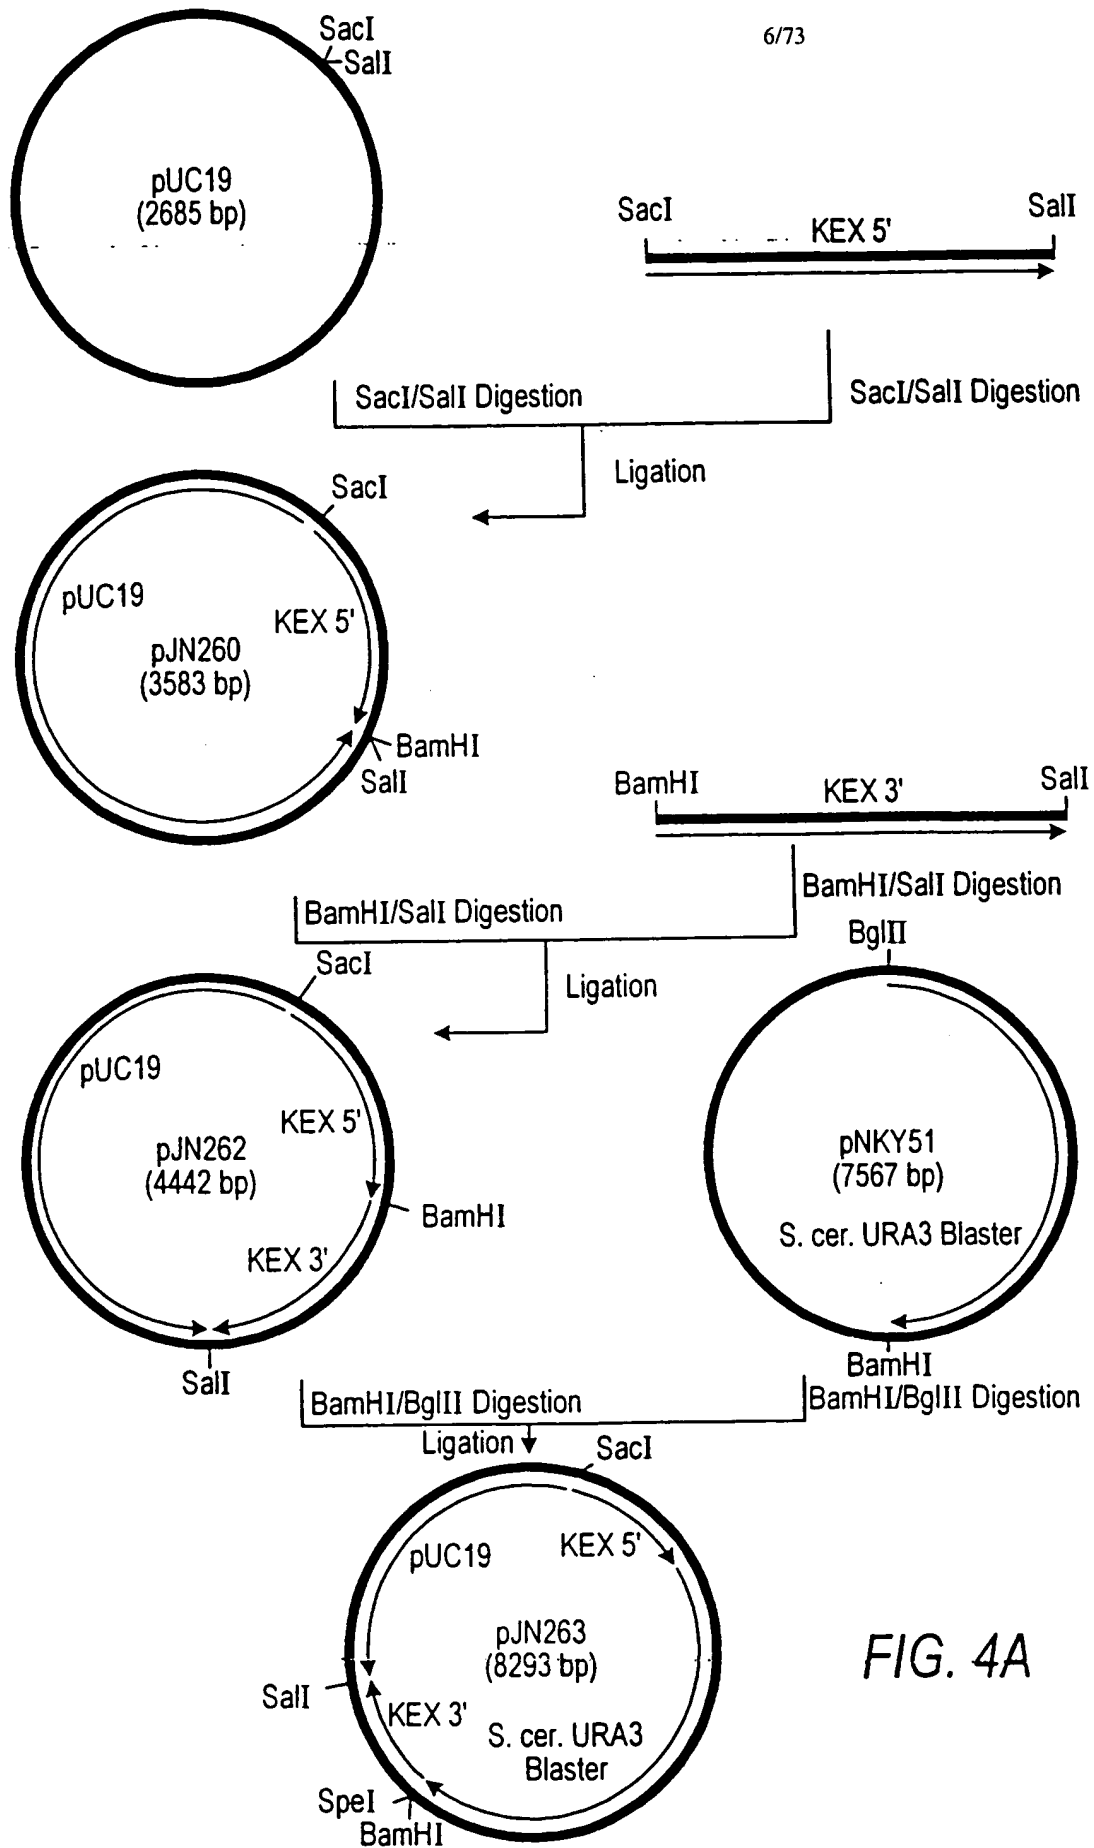 6/73
SacI
SalI
pUC19
(2685 bp)
SacI
KEX 5'
SalI
SacI/SalI Digestion
SacI/SalI Digestion
Ligation
SacI
pUC19
KEX 5'
pJN260
(3583 bp)
BamHI
SalI
BamHI
KEX 3'
SalI
BamHI/SalI Digestion
BamHI/SalI Digestion
Ligation
SacI
pUC19
KEX 5'
pJN262
(4442 bp)
BamHI
KEX 3'
SalI
BglII
pNKY51
(7567 bp)
S. cer. URA3 Blaster
BamHI
BamHI/BglII Digestion
BamHI/BglII Digestion
Ligation
SacI
pUC19
KEX 5'
pJN263
(8293 bp)
SalI
KEX 3'
S. cer. URA3
Blaster
SpeI
BamHI
FIG. 4A